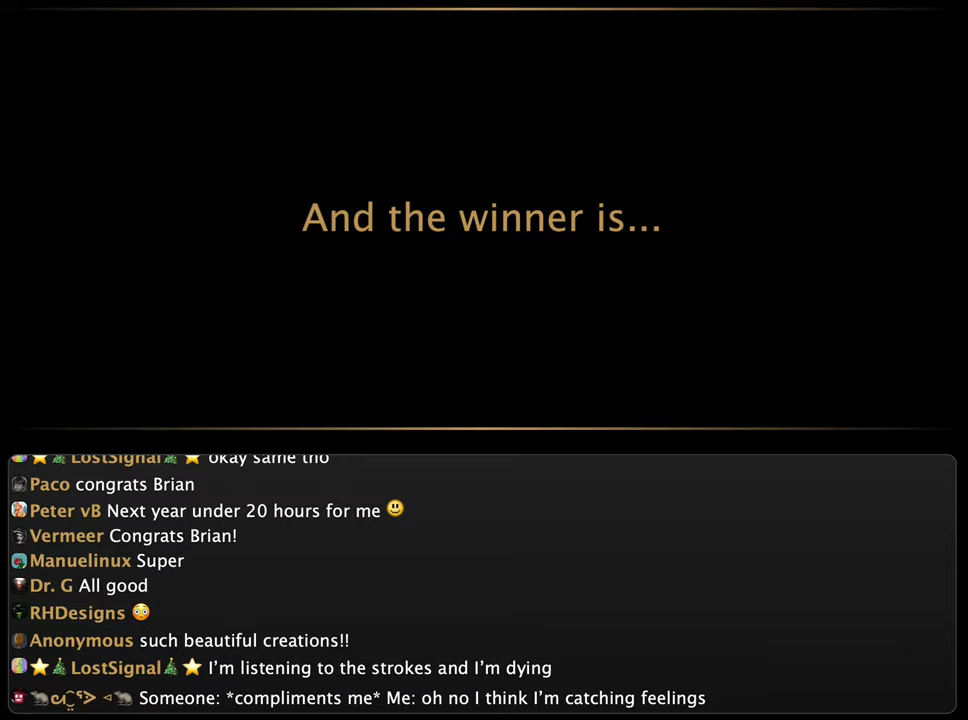 And the winner is...
⭐🎄LostSignal🎄⭐ okay same tho
Paco congrats Brian
Peter vB Next year under 20 hours for me 😃
Vermeer Congrats Brian!
Manuelinux Super
Dr. G All good
RHDesigns 😳
Anonymous such beautiful creations!!
⭐🎄LostSignal🎄⭐ I’m listening to the strokes and I’m dying
Someone: *compliments me* Me: oh no I think I’m catching feelings